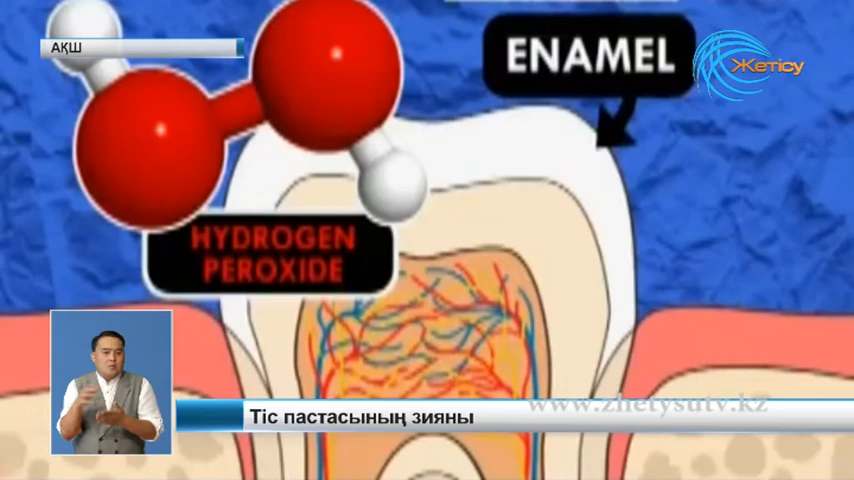 АҚШ
ENAMEL
Жетісу
HYDROGEN
PEROXIDE
www.zhetysutv.kz
Тіс пастасының зияны